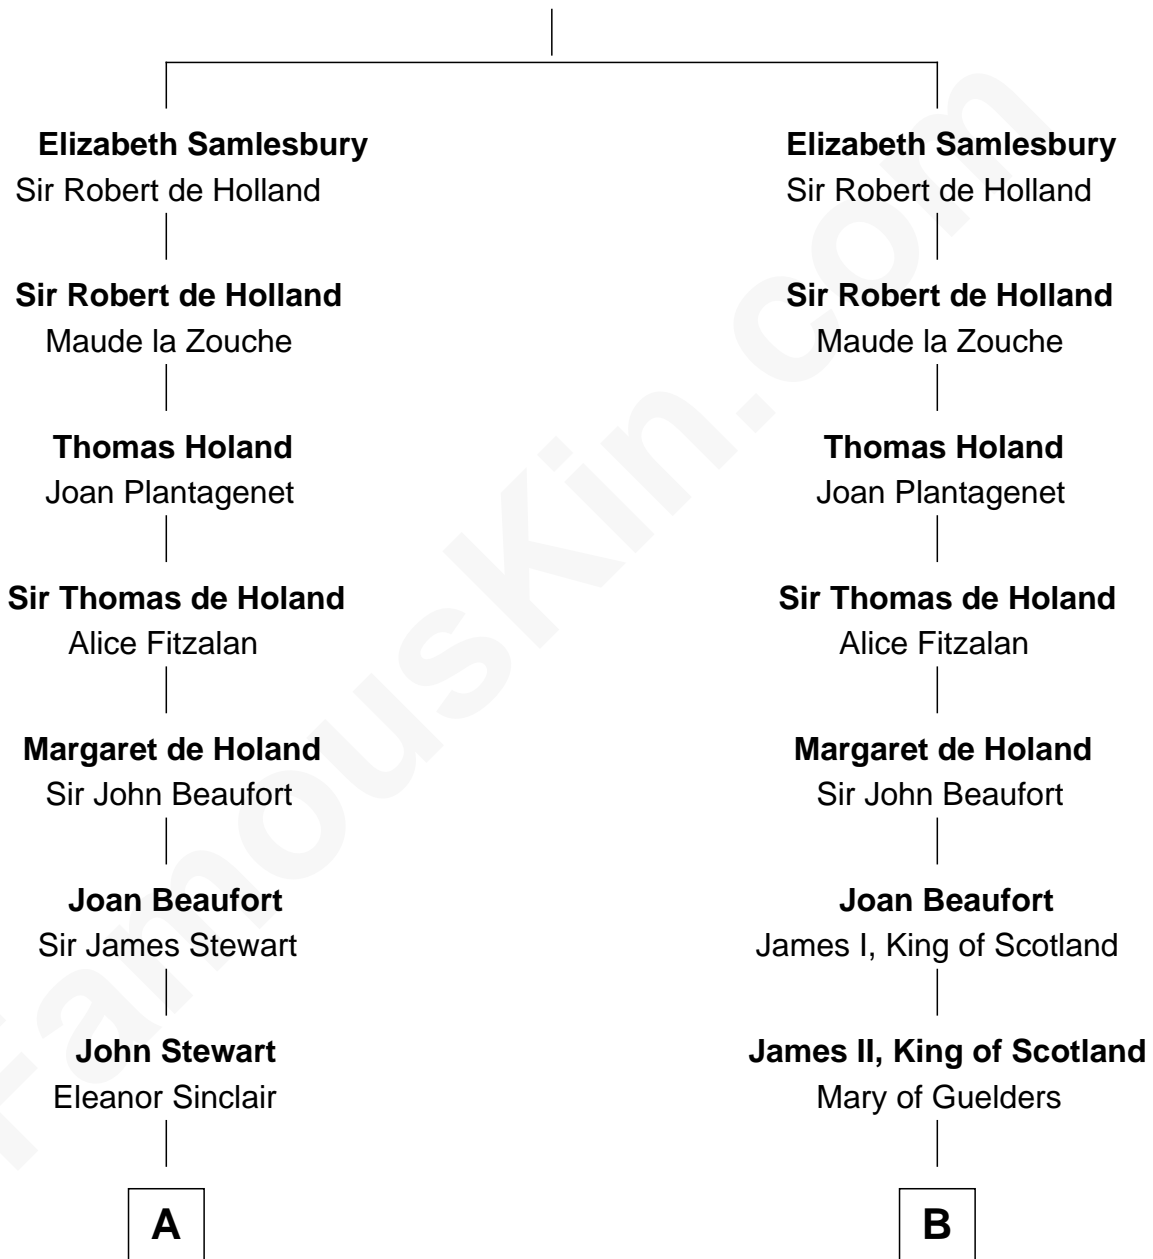 Elizabeth Samlesbury
Sir Robert de Holland
Sir Robert de Holland
Maude la Zouche
Thomas Holand
Joan Plantagenet
Sir Thomas de Holand
Alice Fitzalan
Margaret de Holand
Sir John Beaufort
Joan Beaufort
Sir James Stewart
John Stewart
Eleanor Sinclair
A
Elizabeth Samlesbury
Sir Robert de Holland
Sir Robert de Holland
Maude la Zouche
Thomas Holand
Joan Plantagenet
Sir Thomas de Holand
Alice Fitzalan
Margaret de Holand
Sir John Beaufort
Joan Beaufort
James I, King of Scotland
James II, King of Scotland
Mary of Guelders
B
FamousKin.com